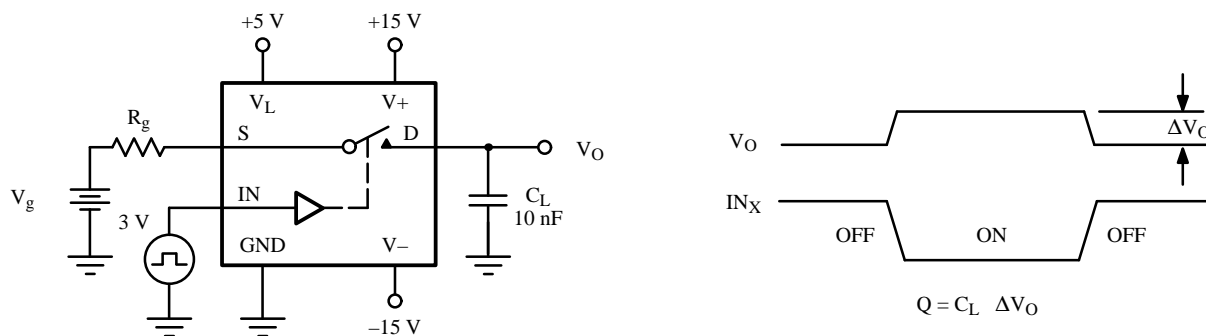 +5 V
+15 V
V_L
V+
R_g
S
D
V_O
V_g
3 V
IN
C_L
10 nF
GND
V–
–15 V
V_O
ΔV_O
IN_X
OFF
ON
OFF
Q = C_L ΔV_O